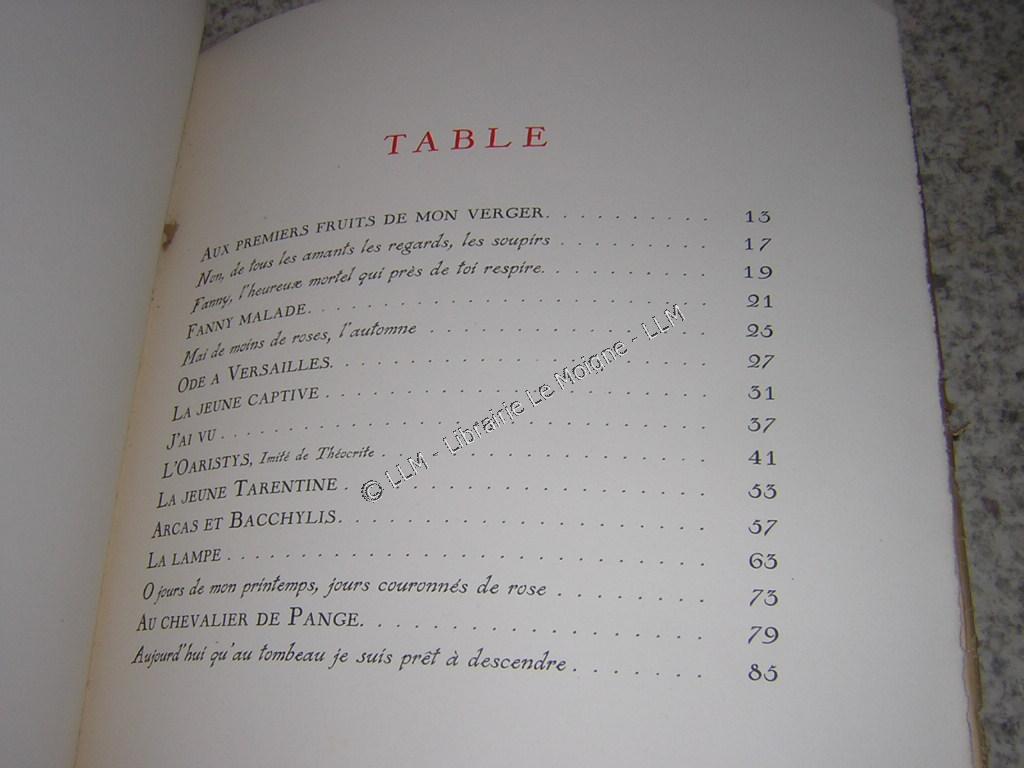 TABLE
AUX PREMIERS FRUITS DE MON VERGER. . . . . . . . . . 13
Non, de tous les amants les regards, les soupirs . . . . . . . . . . 17
Fanny, l'heureux mortel qui près de toi respire. . . . . . . . . . 19
FANNY MALADE. . . . . . . . . . . . . . . . . . . . . . 21
Mai de moins de roses, l'automne . . . . . . . . . . . . . . . . 25
ODE A VERSAILLES. . . . . . . . . . . . . . . . . . . . . 27
LA JEUNE CAPTIVE . . . . . . . . . . . . . . . . . . . . . 31
J'AI VU . . . . . . . . . . . . . . . . . . . . . . . . . . 37
L'OARISTYS, Imité de Théocrite . . . . . . . . . . . . . . . . . 41
LA JEUNE TARENTINE . . . . . . . . . . . . . . . . . . . . 53
ARCAS ET BACCHYLIS. . . . . . . . . . . . . . . . . . . . 57
LA LAMPE . . . . . . . . . . . . . . . . . . . . . . . . . 63
O jours de mon printemps, jours couronnés de rose . . . . . . . . 73
AU CHEVALIER DE PANGE. . . . . . . . . . . . . . . . . . 79
Aujourd'hui qu'au tombeau je suis prêt à descendre . . . . . . . 85
© LLM - Librairie Le Moigne - LLM